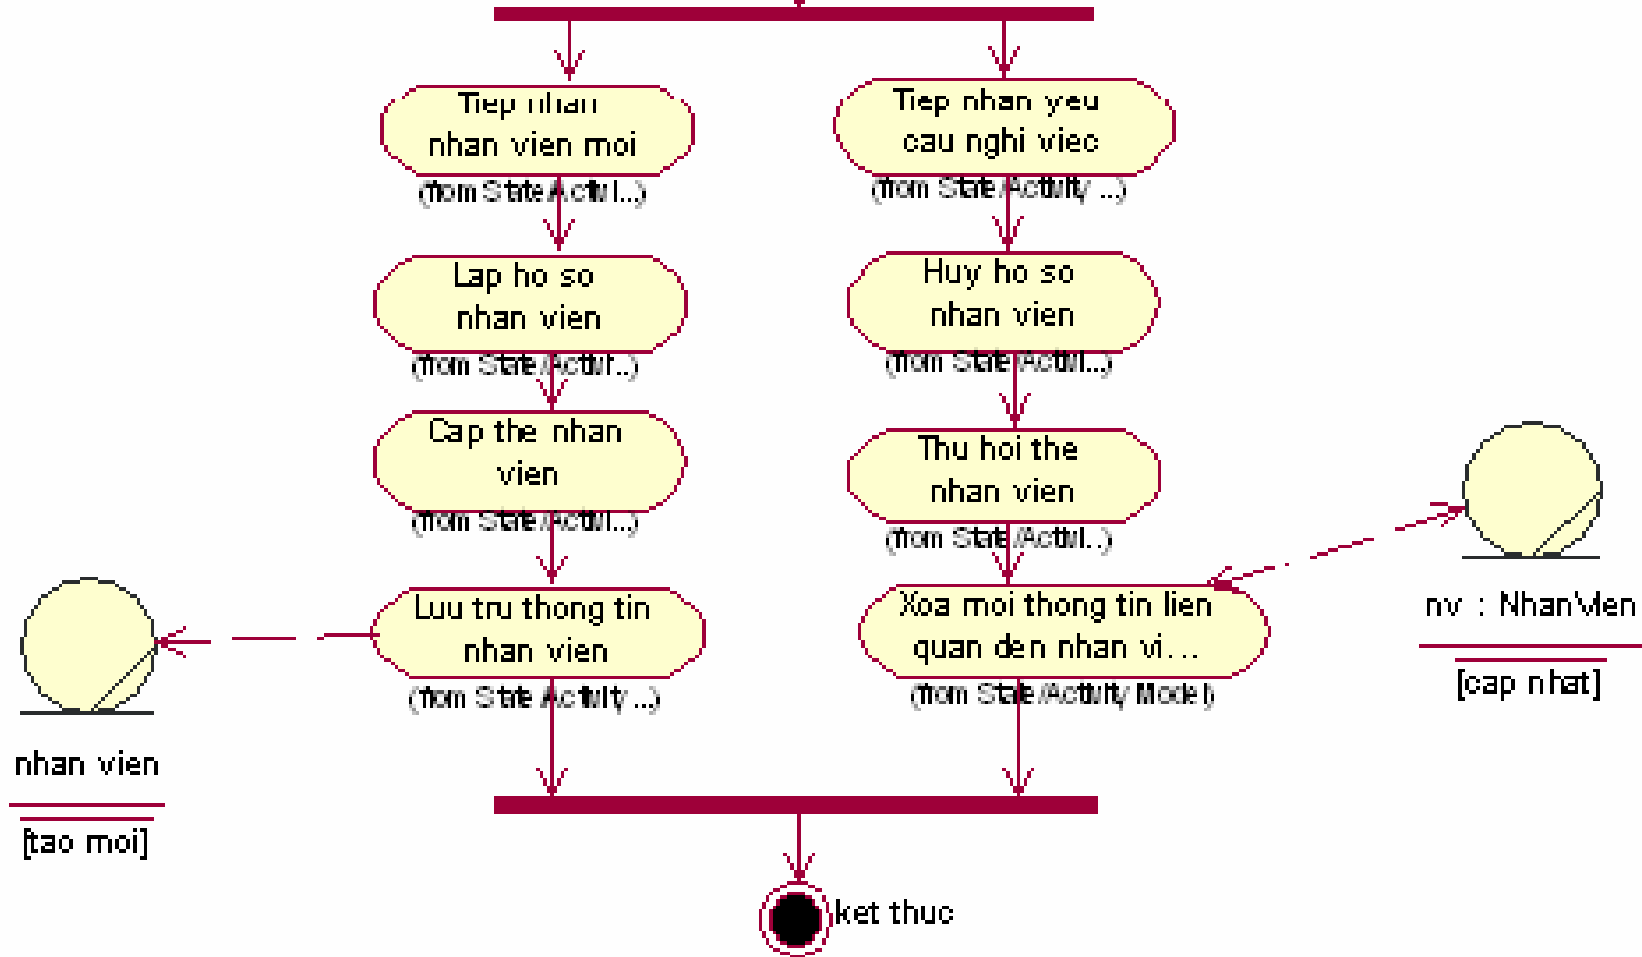 Tiep nhan
nhan vien moi
(from State/Activi...)
Lap ho so
nhan vien
(from State/Activi...)
Cap the nhan
vien
(from State/Activi...)
Luu tru thong tin
nhan vien
(from State/Activity ...)
Tiep nhan yeu
cau nghi viec
(from State/Activity ...)
Huy ho so
nhan vien
(from State/Activi...)
Thu hoi the
nhan vien
(from State/Activi...)
Xoa moi thong tin lien
quan den nhan vi...
(from State/Activity Model)
nhan vien
[tao moi]
nv : NhanVien
[cap nhat]
ket thuc